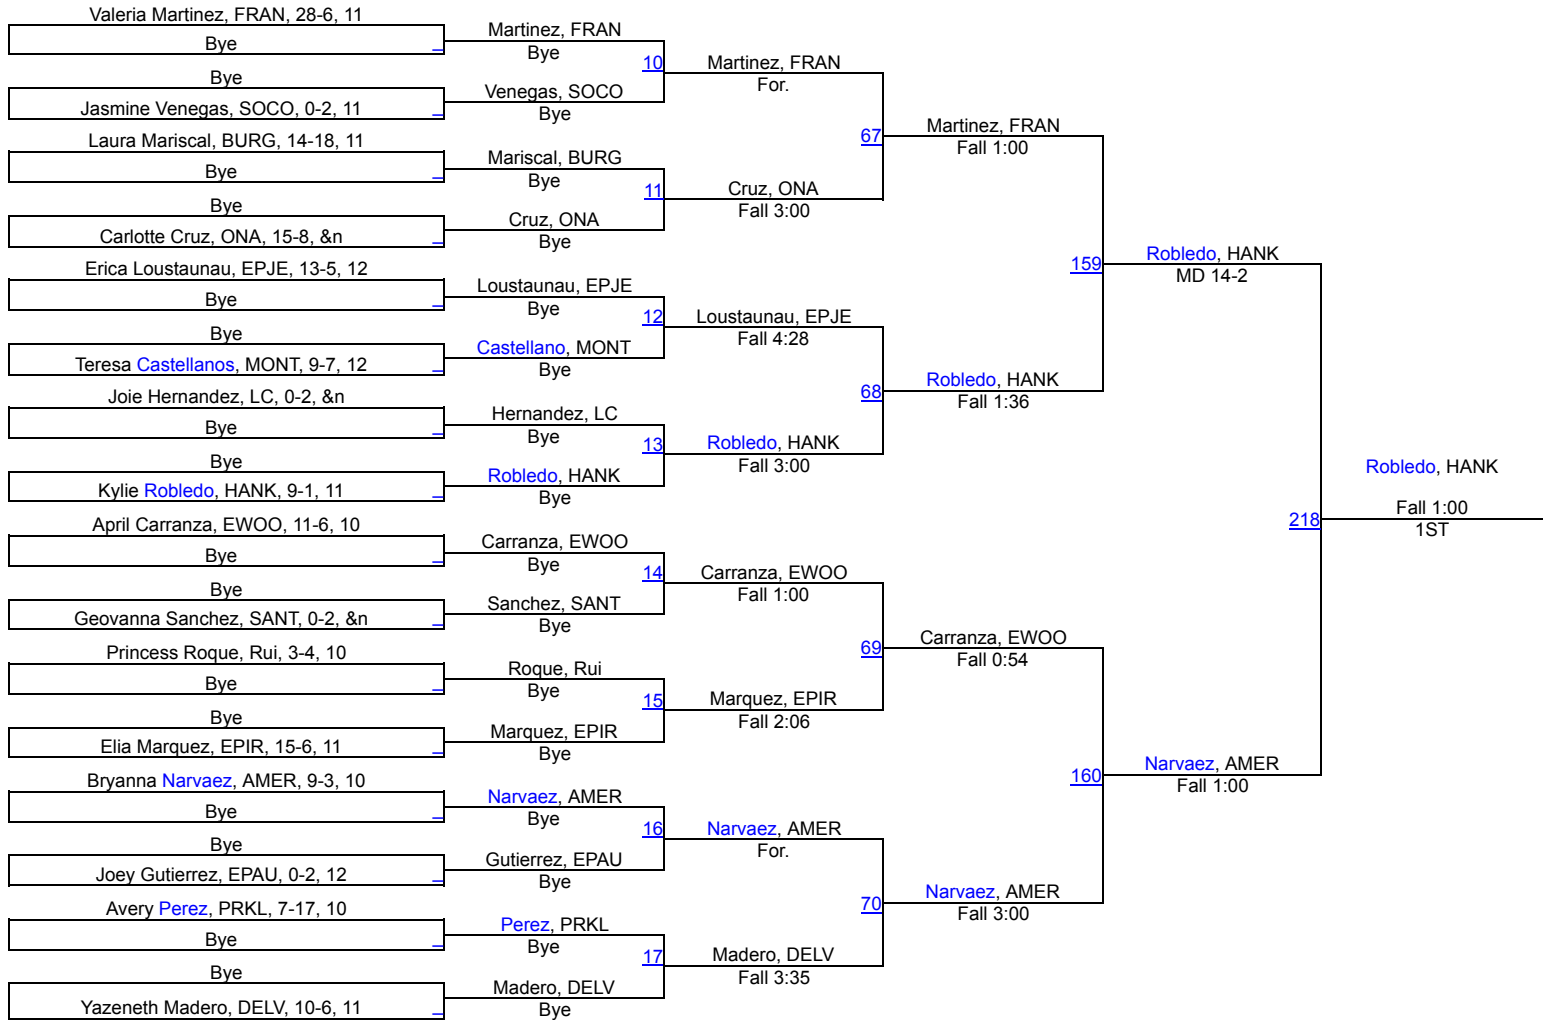 Valeria Martinez, FRAN, 28-6, 11
Bye
Bye
Jasmine Venegas, SOCO, 0-2, 11
Laura Mariscal, BURG, 14-18, 11
Bye
Bye
Carlotte Cruz, ONA, 15-8, &n
Erica Loustaunau, EPJE, 13-5, 12
Bye
Bye
Teresa Castellanos, MONT, 9-7, 12
Joie Hernandez, LC, 0-2, &n
Bye
Bye
Kylie Robledo, HANK, 9-1, 11
April Carranza, EWOO, 11-6, 10
Bye
Bye
Geovanna Sanchez, SANT, 0-2, &n
Princess Roque, Rui, 3-4, 10
Bye
Bye
Elia Marquez, EPIR, 15-6, 11
Bryanna Narvaez, AMER, 9-3, 10
Bye
Bye
Joey Gutierrez, EPAU, 0-2, 12
Avery Perez, PRKL, 7-17, 10
Bye
Bye
Yazeneth Madero, DELV, 10-6, 11
Martinez, FRAN
Bye
10
Venegas, SOCO
Bye
Mariscal, BURG
Bye
11
Cruz, ONA
Bye
Loustaunau, EPJE
Bye
12
Castellano, MONT
Bye
Hernandez, LC
Bye
13
Robledo, HANK
Bye
Carranza, EWOO
Bye
14
Sanchez, SANT
Bye
Roque, Rui
Bye
15
Marquez, EPIR
Bye
Narvaez, AMER
Bye
16
Gutierrez, EPAU
Bye
Perez, PRKL
Bye
17
Madero, DELV
Bye
Martinez, FRAN
For.
67
Cruz, ONA
Fall 3:00
Loustaunau, EPJE
Fall 4:28
68
Robledo, HANK
Fall 3:00
Carranza, EWOO
Fall 1:00
69
Marquez, EPIR
Fall 2:06
Narvaez, AMER
For.
70
Madero, DELV
Fall 3:35
Martinez, FRAN
Fall 1:00
159
Robledo, HANK
Fall 1:36
Carranza, EWOO
Fall 0:54
160
Narvaez, AMER
Fall 3:00
Robledo, HANK
MD 14-2
218
Narvaez, AMER
Fall 1:00
Robledo, HANK
Fall 1:00
1ST